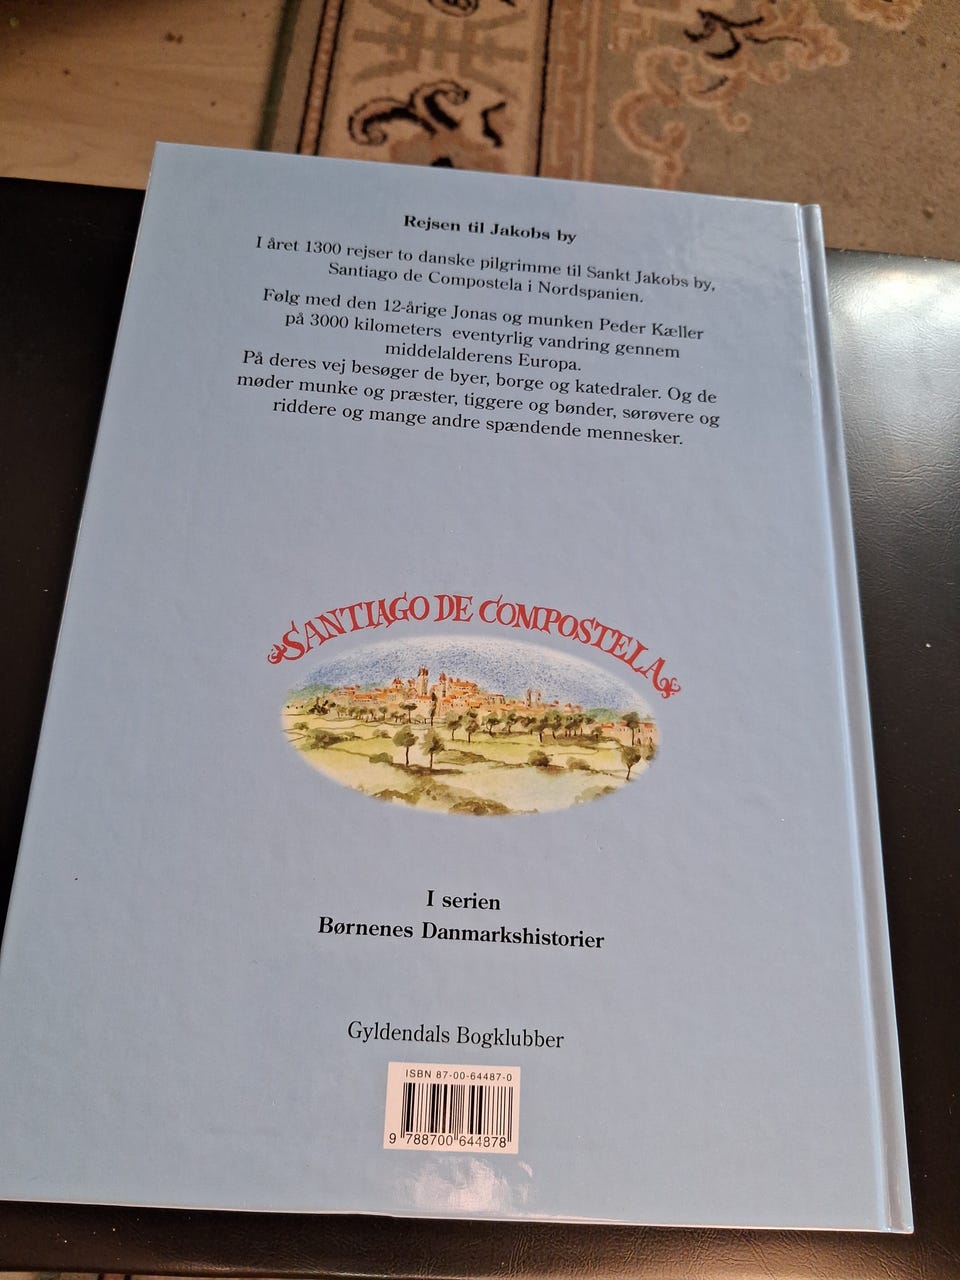 Rejsen til Jakobs by
I året 1300 rejser to danske pilgrimme til Sankt Jakobs by,
Santiago de Compostela i Nordspanien.
Følg med den 12-årige Jonas og munken Peder Kæller
på 3000 kilometers eventyrlig vandring gennem
middelalderens Europa.
På deres vej besøger de byer, borge og katedraler. Og de
møder munke og præster, tiggere og bønder, sørøvere og
riddere og mange andre spændende mennesker.
SANTIAGO DE COMPOSTELA
I serien
Børnenes Danmarkshistorier
Gyldendals Bogklubber
ISBN 87-00-64487-0
9 788700 644878